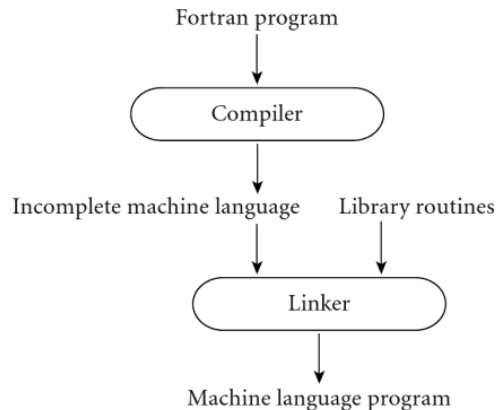 Fortran program
Compiler
Incomplete machine language
Library routines
Linker
Machine language program